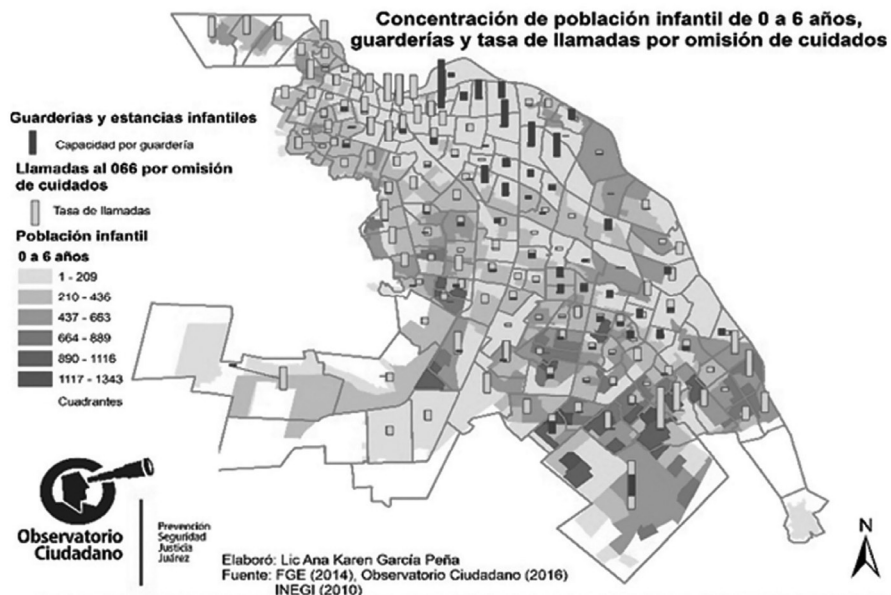 Concentración de población infantil de 0 a 6 años,
guarderías y tasa de llamadas por omisión de cuidados
Guarderias y estancias infantiles
Capacidad por guardería
Llamadas al 066 por omisión
de cuidados
Tasa de llamadas
Población infantil
0 a 6 años
1 - 209
210 - 436
437 - 663
664 - 889
890 - 1116
1117 - 1343
Cuadrantes
Observatorio
Ciudadano
Prevención
Seguridad
Justicia
Juárez
Elaboró: Lic Ana Karen García Peña
Fuente: FGE (2014), Observatorio Ciudadano (2016)
INEGI (2010)
N